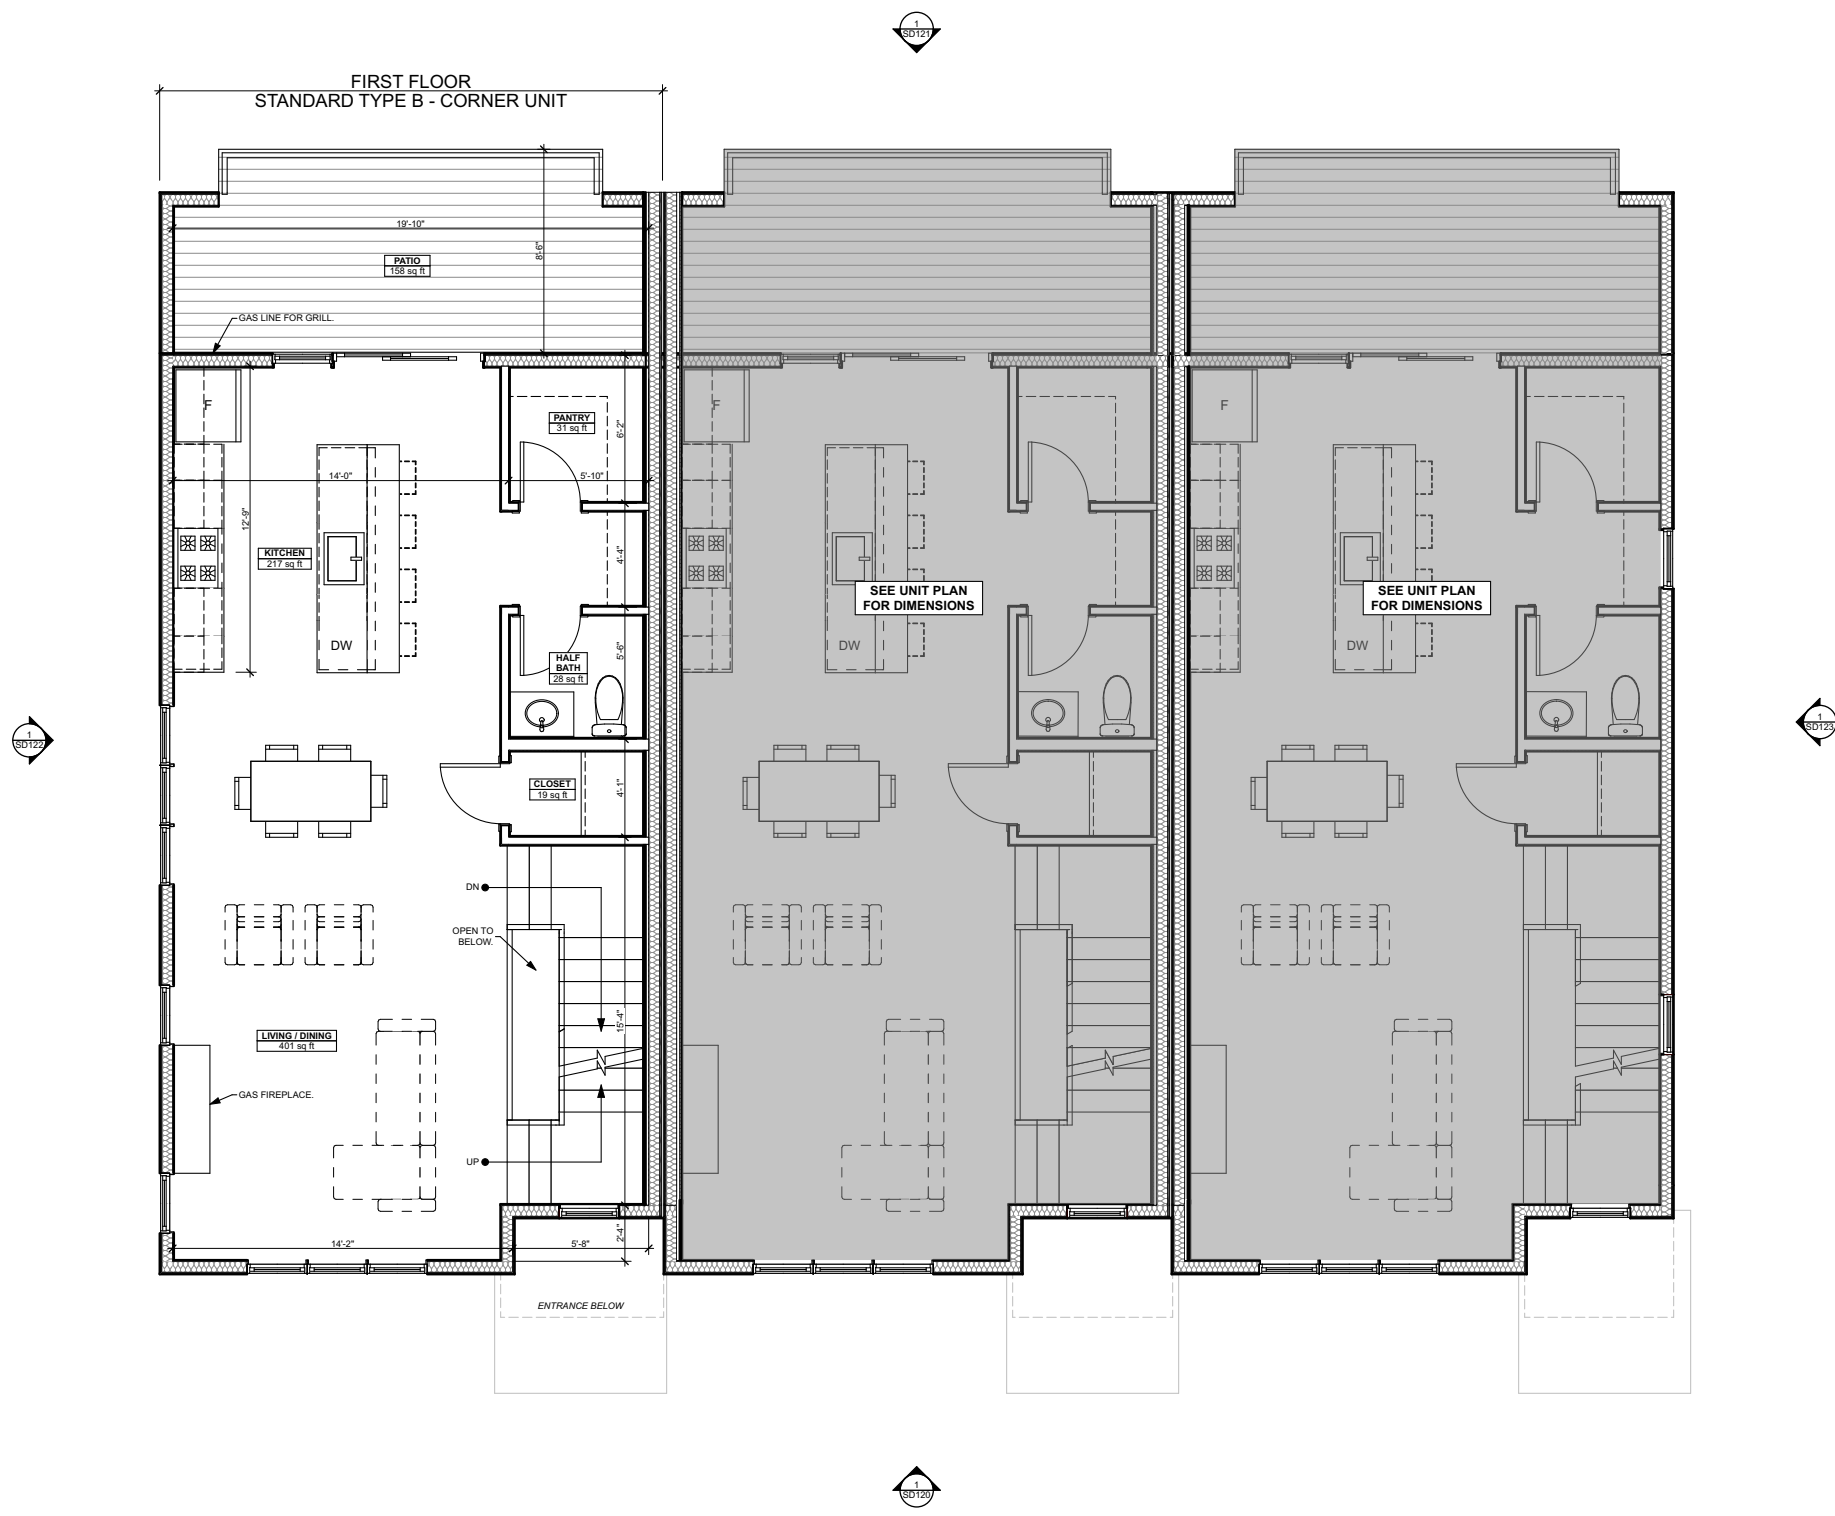 1
SD121
FIRST FLOOR
STANDARD TYPE B - CORNER UNIT
19'-10"
8'-6"
PATIO
158 sq ft
GAS LINE FOR GRILL.
F
F
F
PANTRY
31 sq ft
6'-2"
14'-0"
5'-10"
12'-9"
KITCHEN
217 sq ft
4'-4"
SEE UNIT PLAN
FOR DIMENSIONS
SEE UNIT PLAN
FOR DIMENSIONS
DW
DW
DW
HALF
BATH
28 sq ft
5'-6"
1
SD122
1
SD123
CLOSET
19 sq ft
4'-1"
DN
OPEN TO
BELOW.
15'-4"
LIVING / DINING
401 sq ft
GAS FIREPLACE.
UP
14'-2"
5'-8"
2'-4"
ENTRANCE BELOW
1
SD120